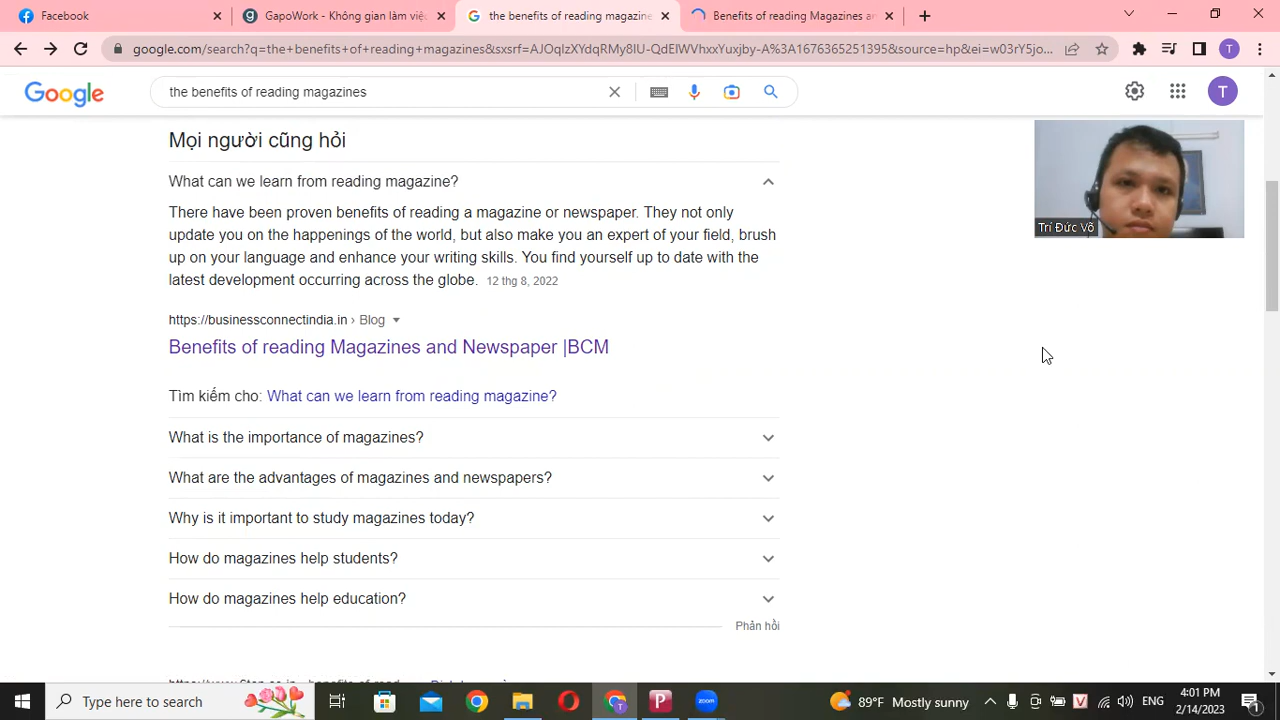 Facebook
GapoWork - Không gian làm việc
the benefits of reading magazine
Benefits of reading Magazines an
google.com/search?q=the+benefits+of+reading+magazines&sxsrf=AJOqIzXYdqRMy8IU-QdEIWVhxxYuxjby-A%3A1676365251395&source=hp&ei=w03rY5jo...
T
Google
the benefits of reading magazines
T
Mọi người cũng hỏi
What can we learn from reading magazine?
There have been proven benefits of reading a magazine or newspaper. They not only
update you on the happenings of the world, but also make you an expert of your field, brush
up on your language and enhance your writing skills. You find yourself up to date with the
latest development occurring across the globe. 12 thg 8, 2022
Trí Đức Võ
https://businessconnectindia.in › Blog
Benefits of reading Magazines and Newspaper |BCM
Tìm kiếm cho: What can we learn from reading magazine?
What is the importance of magazines?
What are the advantages of magazines and newspapers?
Why is it important to study magazines today?
How do magazines help students?
How do magazines help education?
Phản hồi
Type here to search
zoom
89°F Mostly sunny
ENG
4:01 PM
2/14/2023